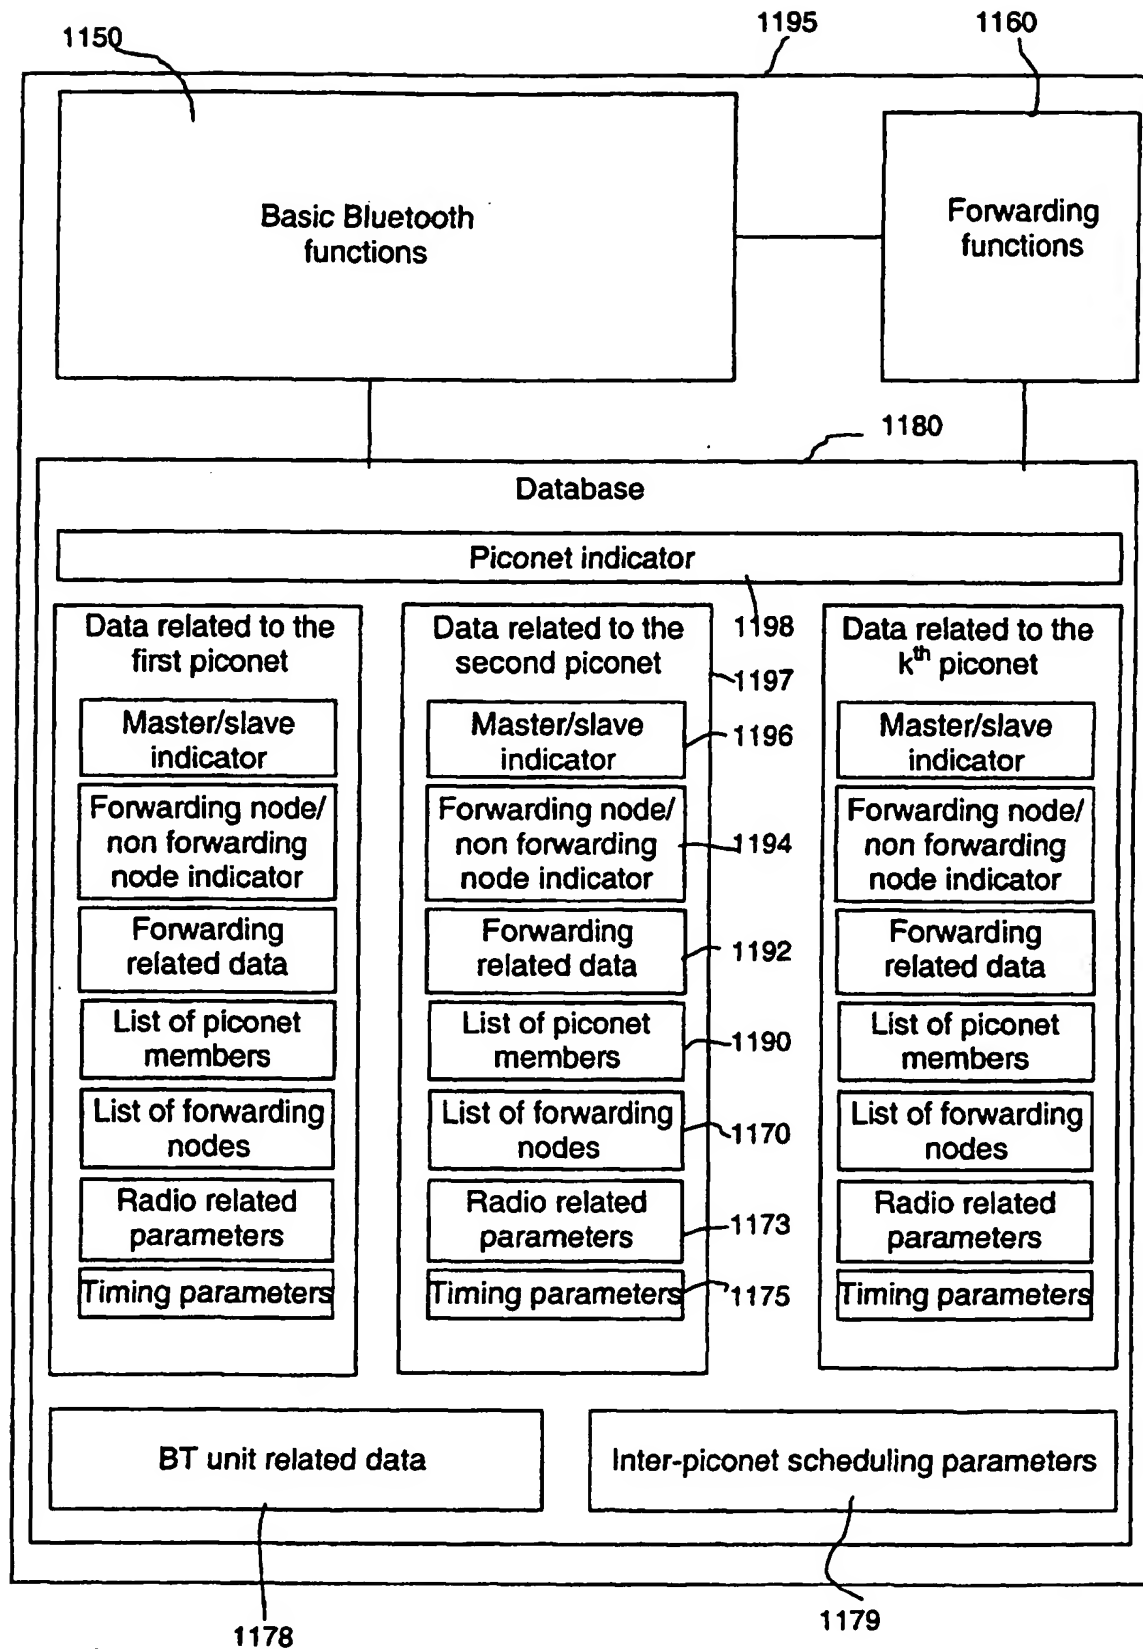 1150
1195
1160
Basic Bluetooth
functions
Forwarding
functions
1180
Database
Piconet indicator
1198
Data related to the
first piconet
Master/slave
indicator
Forwarding node/
non forwarding
node indicator
Forwarding
related data
List of piconet
members
List of forwarding
nodes
Radio related
parameters
Timing parameters
Data related to the
second piconet
1197
Master/slave
indicator
1196
Forwarding node/
non forwarding
node indicator
1194
Forwarding
related data
1192
List of piconet
members
1190
List of forwarding
nodes
1170
Radio related
parameters
1173
Timing parameters
1175
Data related to the
kth piconet
Master/slave
indicator
Forwarding node/
non forwarding
node indicator
Forwarding
related data
List of piconet
members
List of forwarding
nodes
Radio related
parameters
Timing parameters
BT unit related data
Inter-piconet scheduling parameters
1178
1179